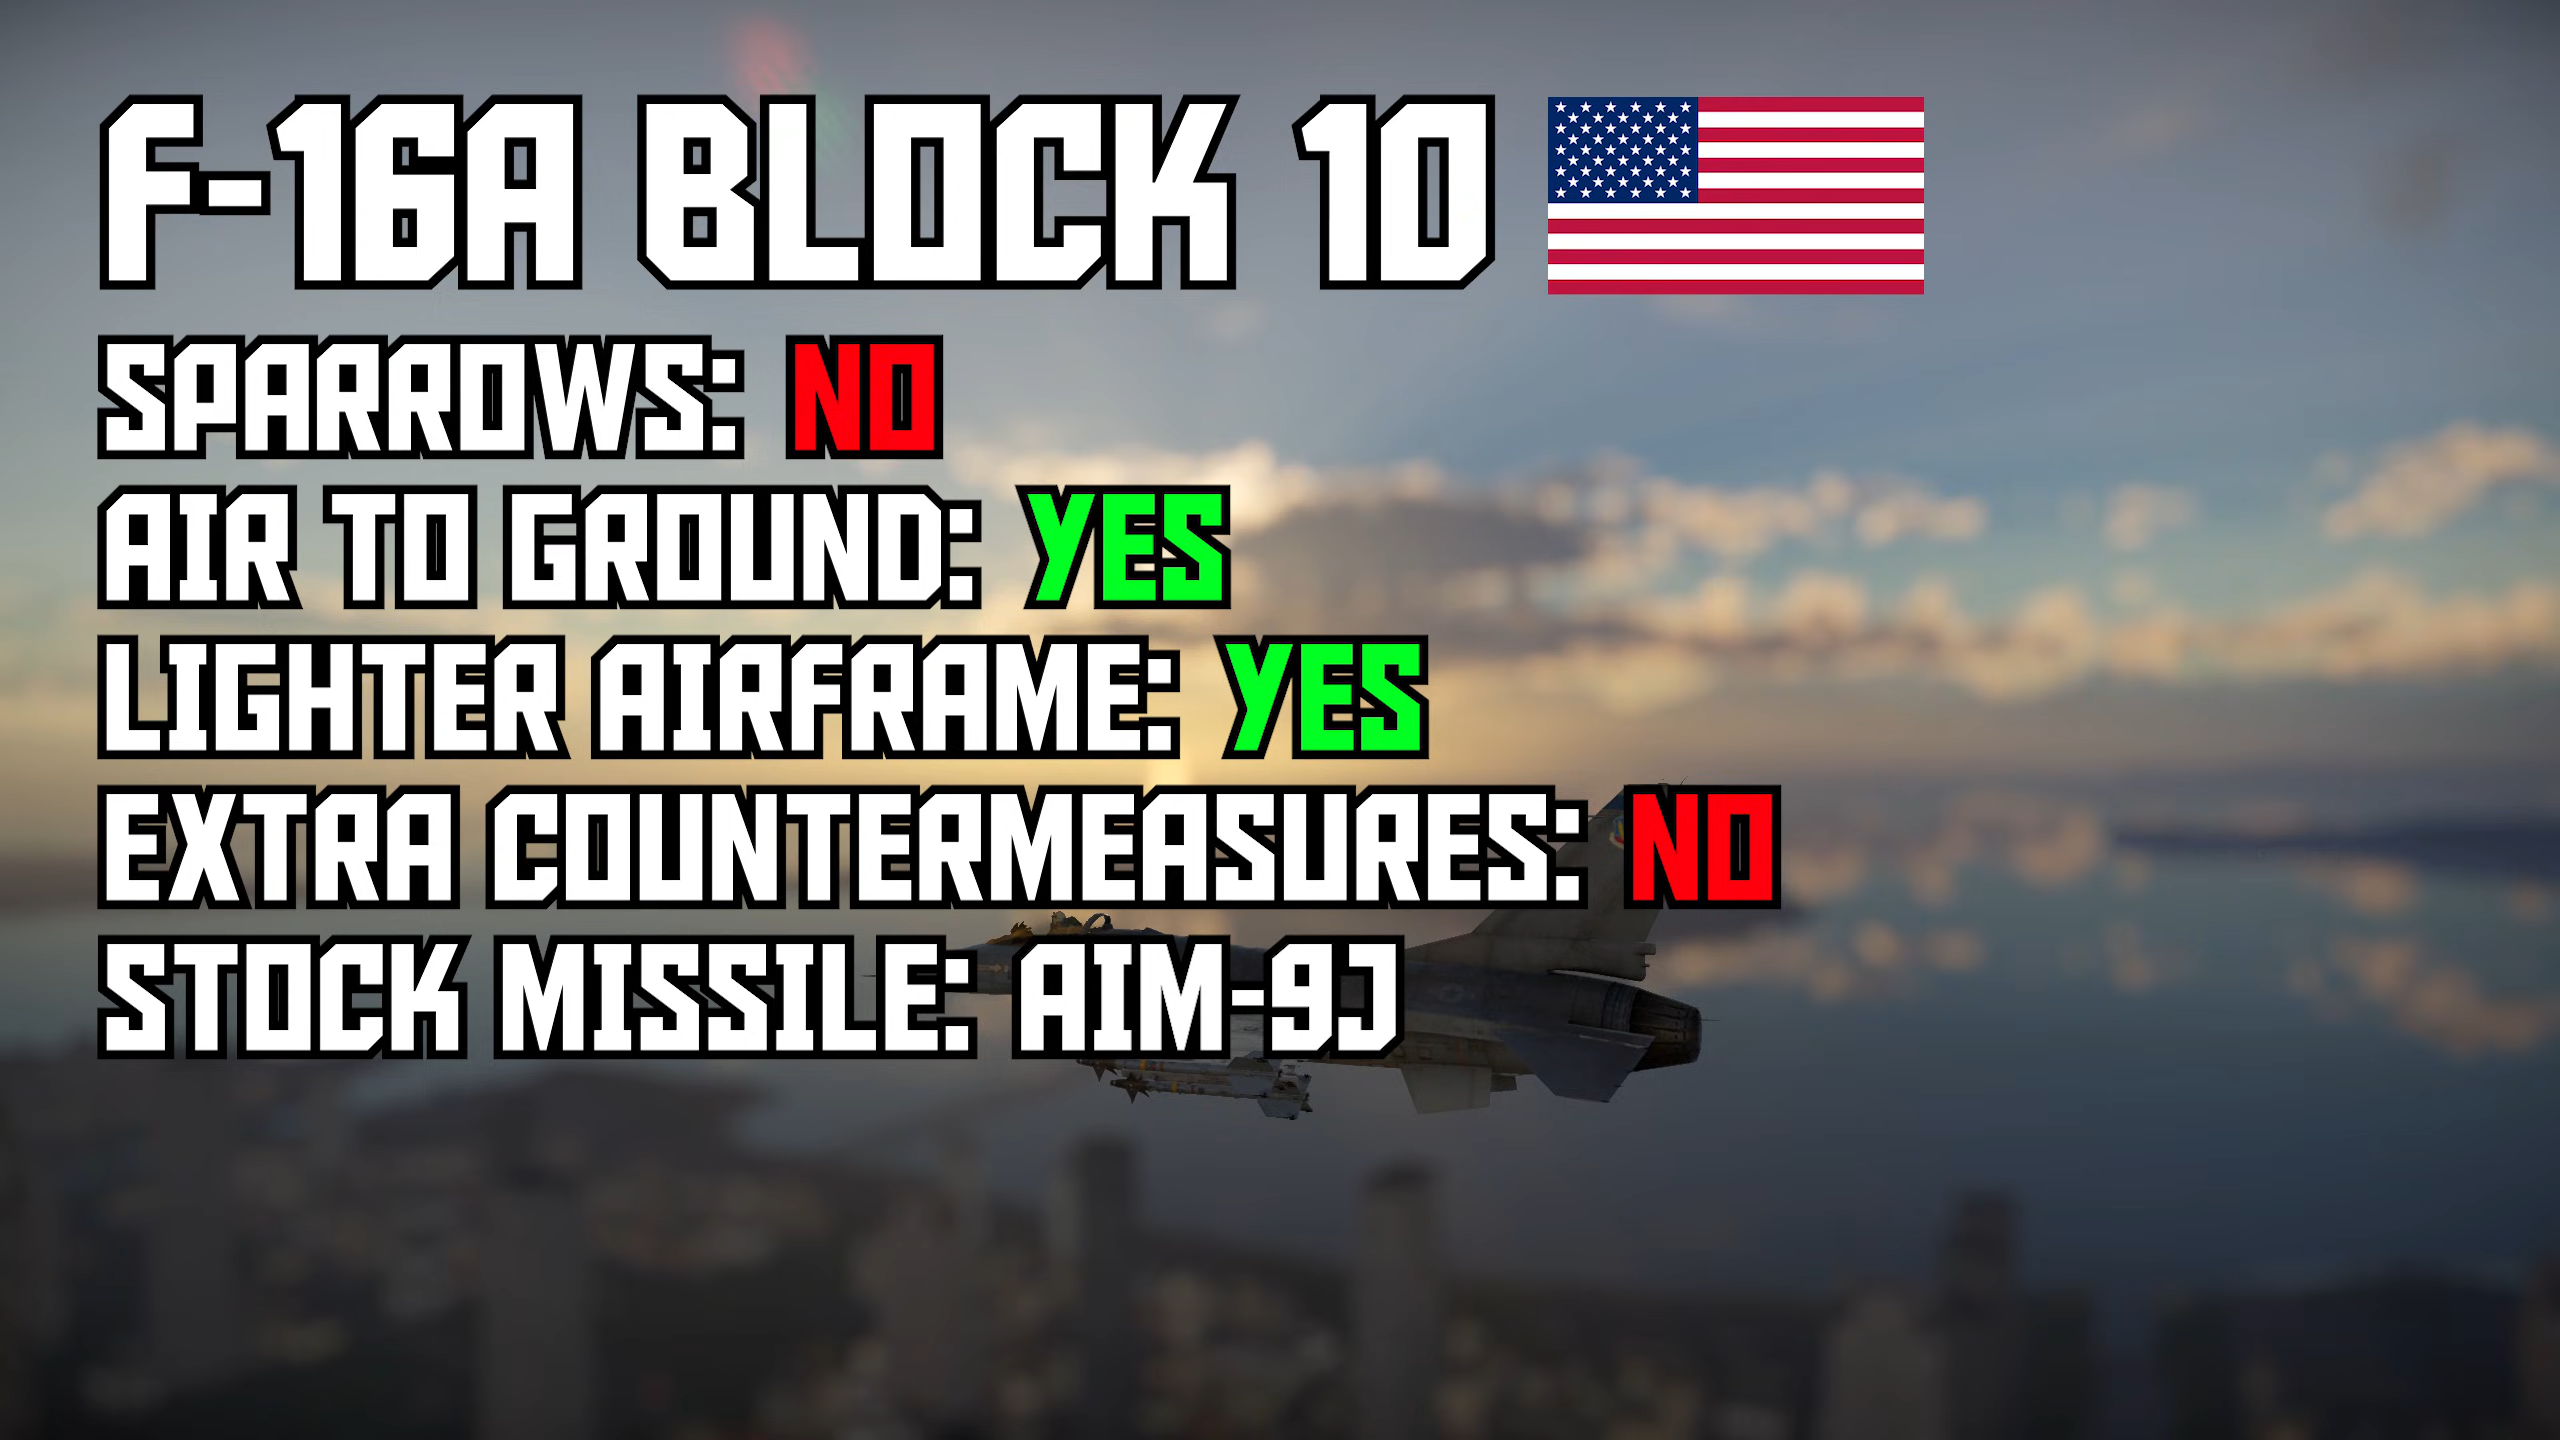 F-16A BLOCK 10
SPARROWS: NO
AIR TO GROUND: YES
LIGHTER AIRFRAME: YES
EXTRA COUNTERMEASURES: NO
STOCK MISSILE: AIM-9J